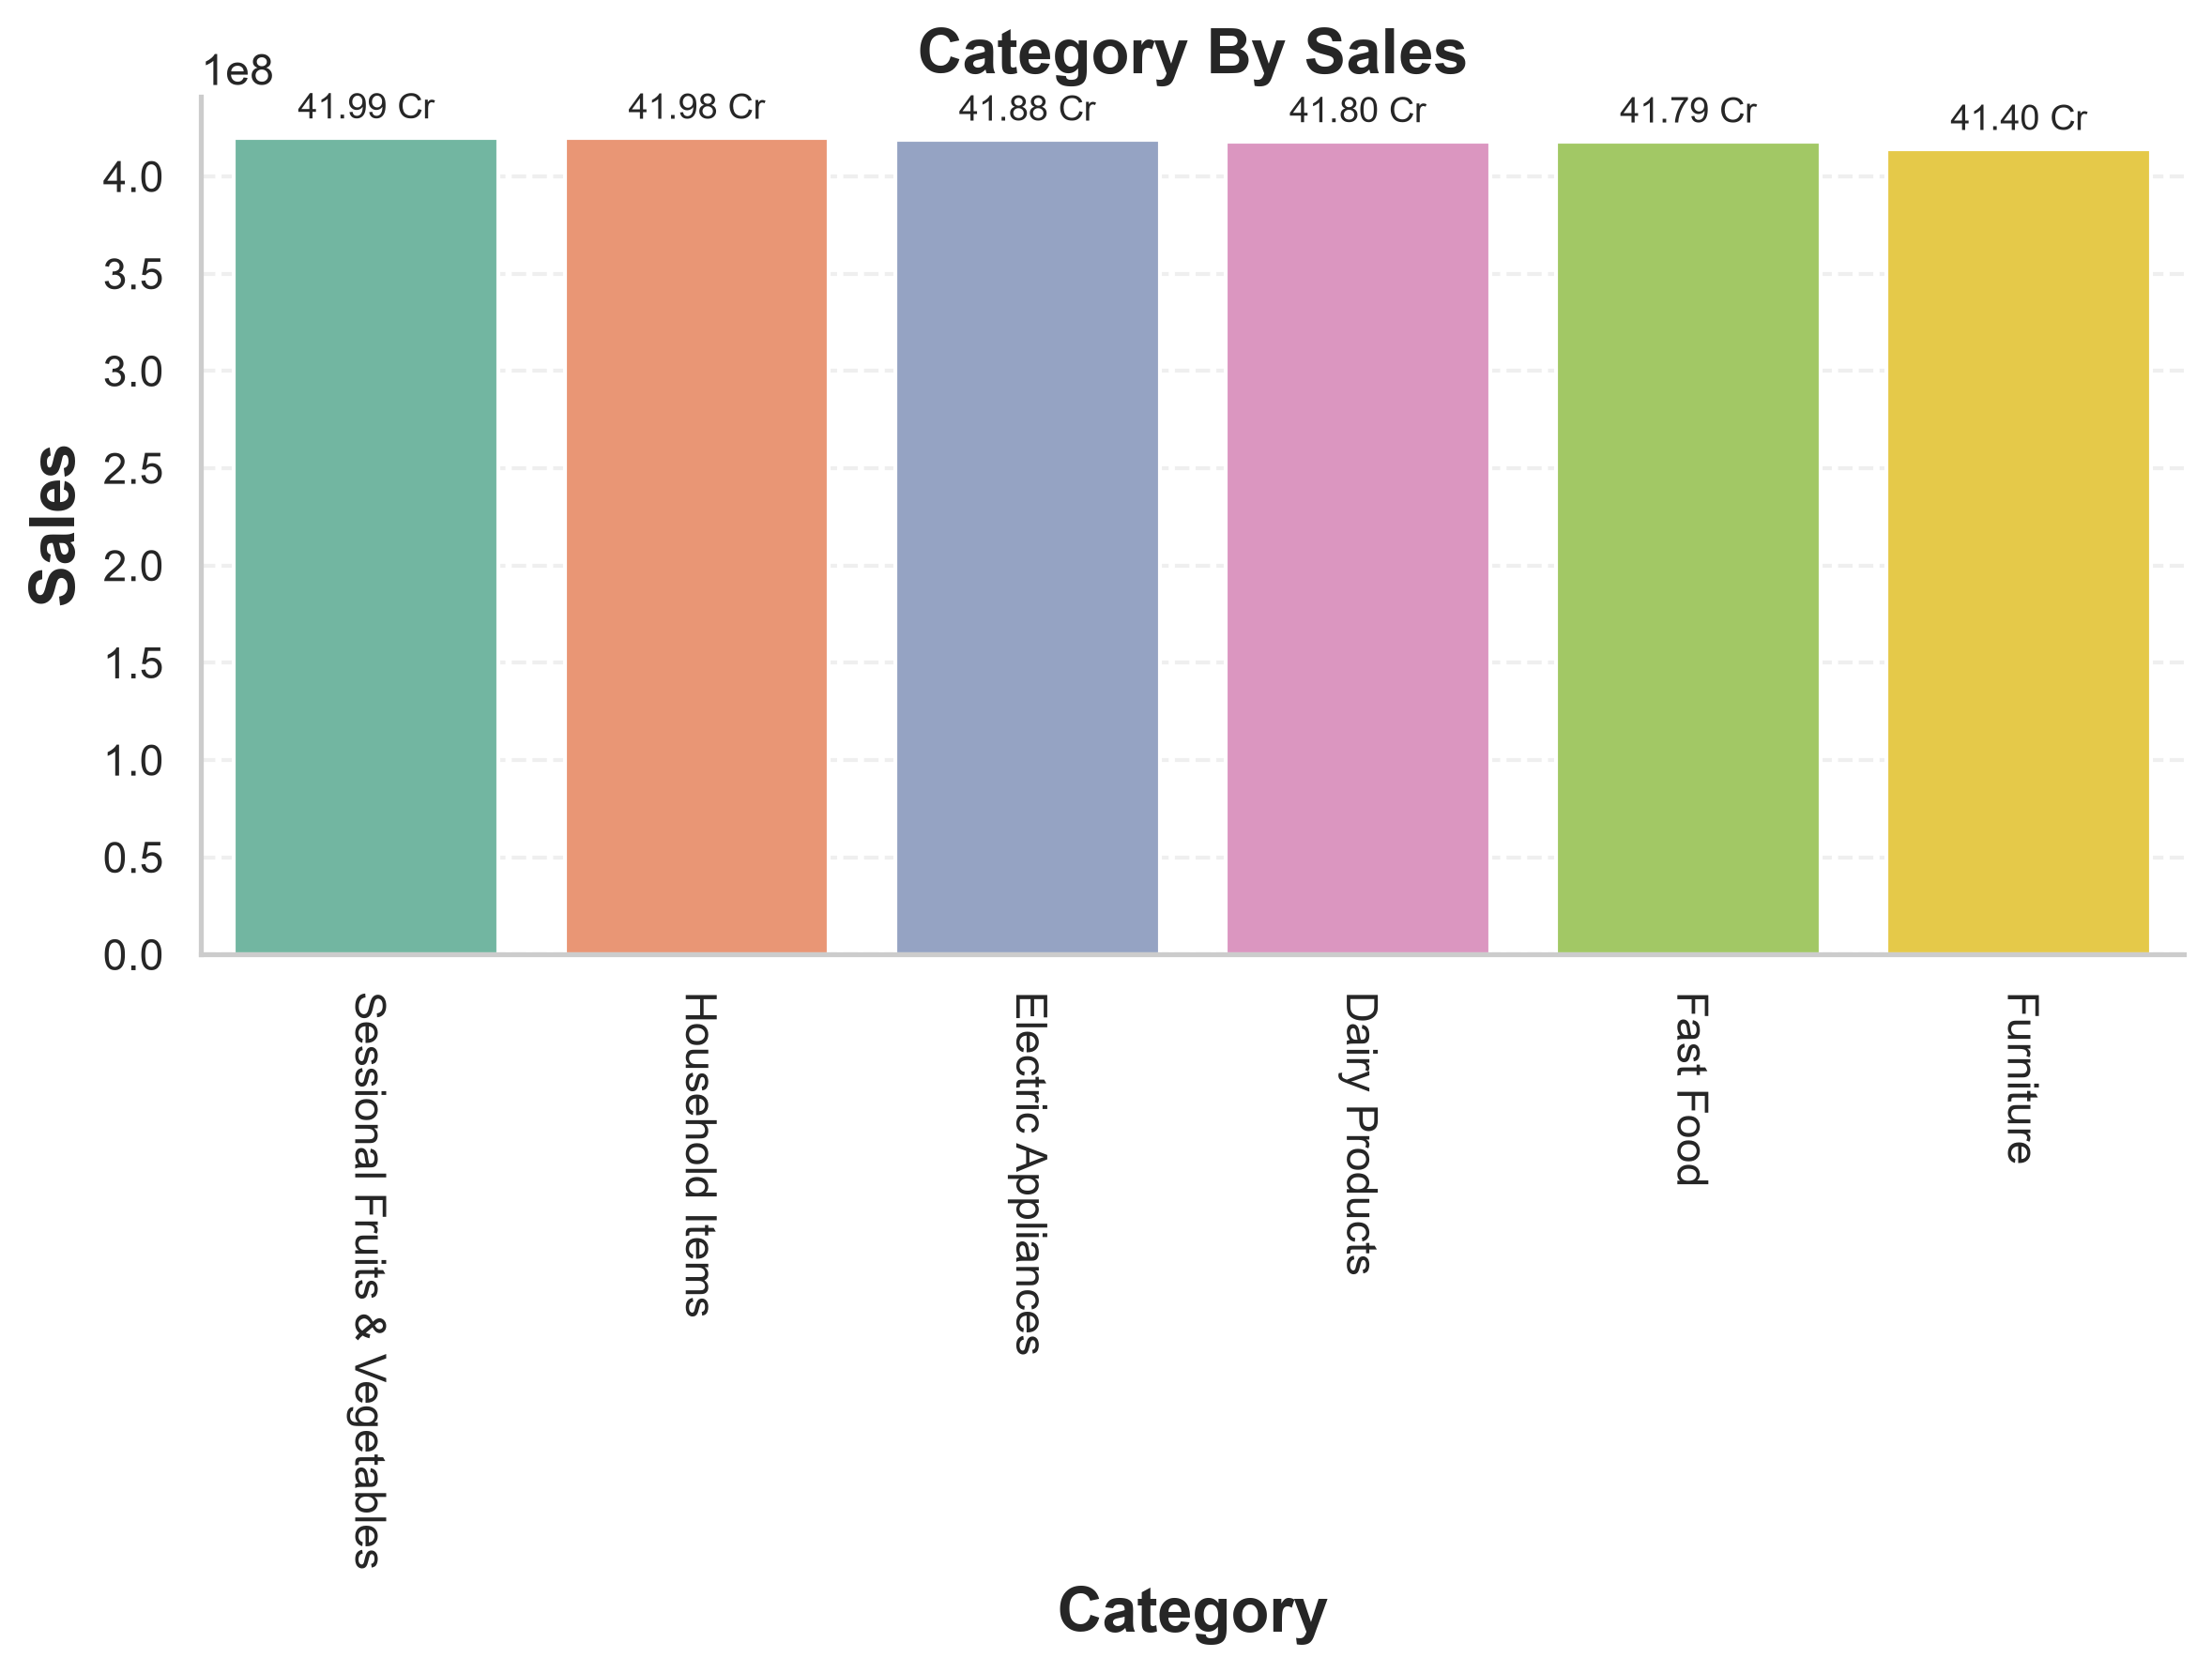 Category By Sales
1e8
41.99 Cr
41.98 Cr
41.88 Cr
41.80 Cr
41.79 Cr
41.40 Cr
4.0
3.5
3.0
2.5
2.0
1.5
1.0
0.5
0.0
Sales
Sessional Fruits & Vegetables
Household Items
Electric Appliances
Dairy Products
Fast Food
Furniture
Category